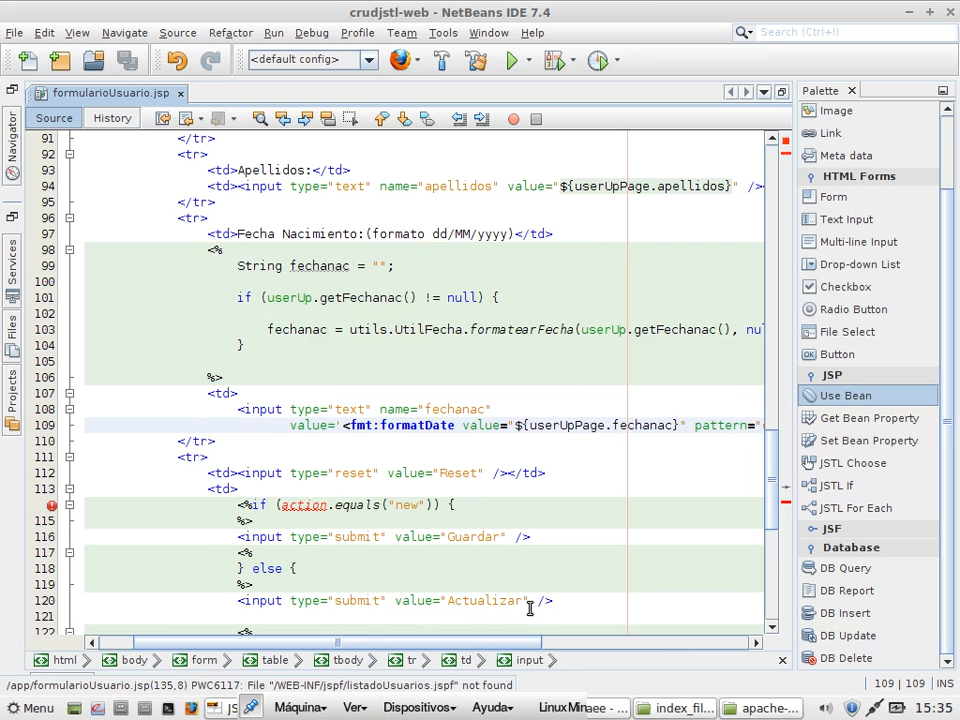 crudjstl-web - NetBeans IDE 7.4
File Edit View Navigate Source Refactor Run Debug Profile Team Tools Window Help
Search (Ctrl+I)
<default config>
formularioUsuario.jsp
Palette
Source History
Navigator
Services
Files
Projects
91 </tr>
92 <tr>
93 <td>Apellidos:</td>
94 <td><input type="text" name="apellidos" value="${userUpPage.apellidos}" />
95 </tr>
96 <tr>
97 <td>Fecha Nacimiento:(formato dd/MM/yyyy)</td>
98 <%
99 String fechanac = "";
100
101 if (userUp.getFechanac() != null) {
102
103 fechanac = utils.UtilFecha.formatearFecha(userUp.getFechanac(), nu
104 }
105
106 %>
107 <td>
108 <input type="text" name="fechanac"
109 value='<fmt:formatDate value="${userUpPage.fechanac}" pattern="
110 </tr>
111 <tr>
112 <td><input type="reset" value="Reset" /></td>
113 <td>
<%if (action.equals("new")) {
115 %>
116 <input type="submit" value="Guardar" />
117 <%
118 } else {
119 %>
120 <input type="submit" value="Actualizar" />
121
122 <%
Image
Link
Meta data
HTML Forms
Form
Text Input
Multi-line Input
Drop-down List
Checkbox
Radio Button
File Select
Button
JSP
Use Bean
Get Bean Property
Set Bean Property
JSTL Choose
JSTL If
JSTL For Each
JSF
Database
DB Query
DB Report
DB Insert
DB Update
DB Delete
html body form table tbody tr td input
/app/formularioUsuario.jsp(135,8) PWC6117: File "/WEB-INF/jspf/listadoUsuarios.jspf" not found
109 | 109 INS
Menu
JS
Máquina Ver Dispositivos Ayuda
Linux Min
aee - ...
index_fil...
apache-...
15:35